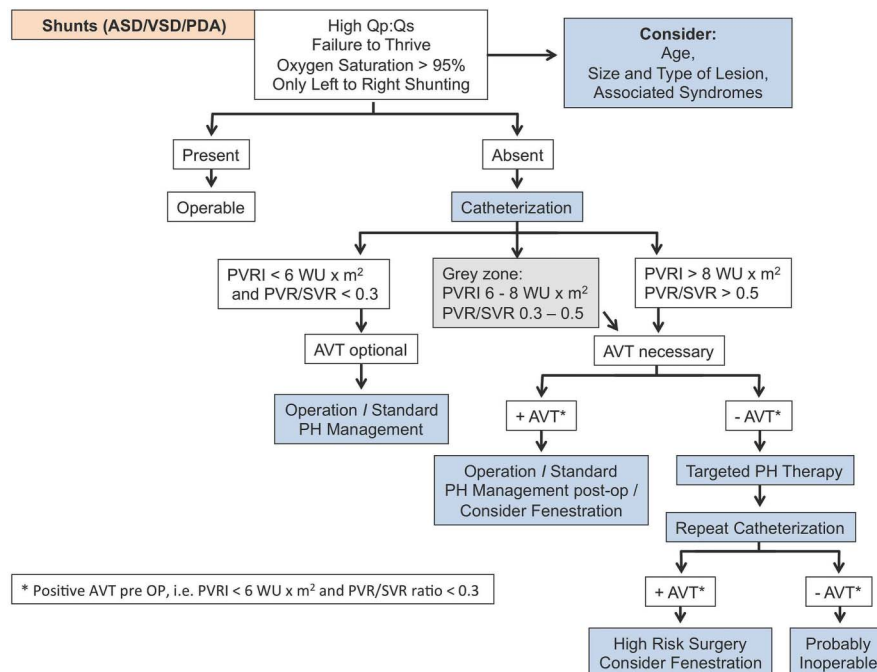 Shunts (ASD/VSD/PDA)
High Qp:Qs
Failure to Thrive
Oxygen Saturation > 95%
Only Left to Right Shunting
Consider:
Age,
Size and Type of Lesion,
Associated Syndromes
Present
Absent
Operable
Catheterization
PVRI < 6 WU x m²
and PVR/SVR < 0.3
Grey zone:
PVRI 6 - 8 WU x m²
PVR/SVR 0.3 – 0.5
PVRI > 8 WU x m²
PVR/SVR > 0.5
AVT optional
AVT necessary
Operation / Standard
PH Management
+ AVT*
- AVT*
Operation / Standard
PH Management post-op /
Consider Fenestration
Targeted PH Therapy
Repeat Catheterization
* Positive AVT pre OP, i.e. PVRI < 6 WU x m² and PVR/SVR ratio < 0.3
+ AVT*
- AVT*
High Risk Surgery
Consider Fenestration
Probably
Inoperable